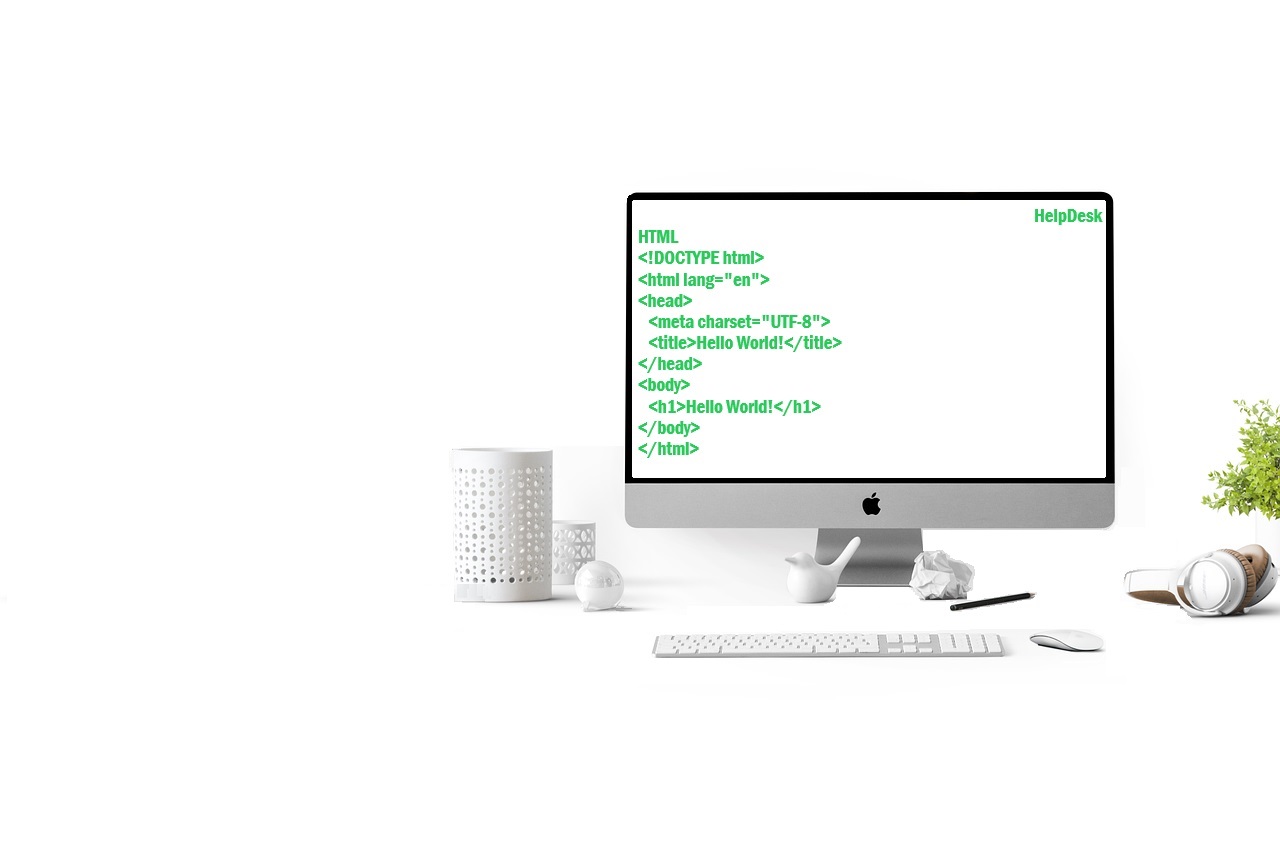 HelpDesk
HTML
<!DOCTYPE html>
<html lang="en">
<head>
  <meta charset="UTF-8">
  <title>Hello World!</title>
</head>
<body>
  <h1>Hello World!</h1>
</body>
</html>